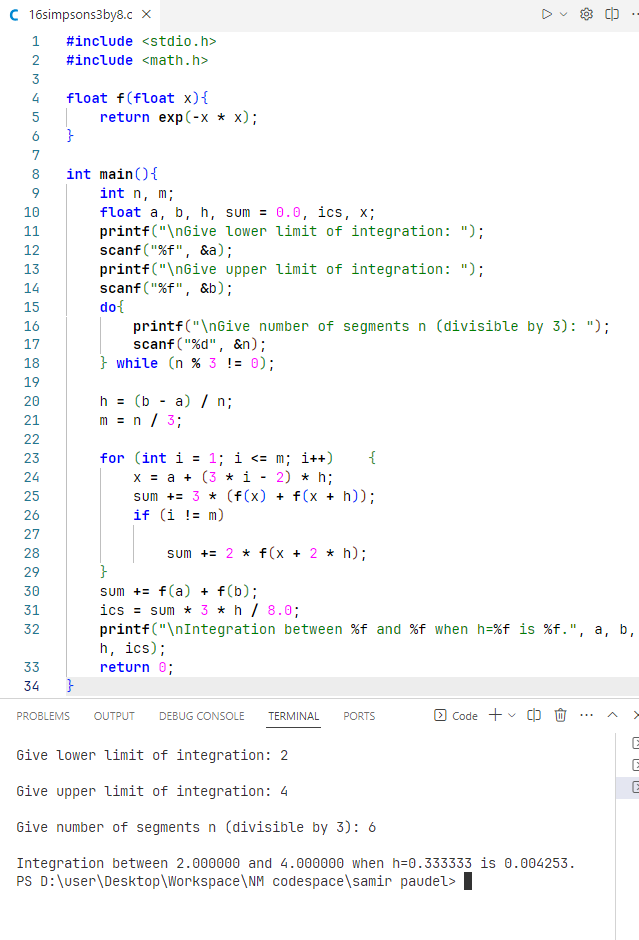 C 16simpsons3by8.c ×
1 #include <stdio.h>
2 #include <math.h>
3
4 float f(float x){
5     return exp(-x * x);
6 }
7
8 int main(){
9     int n, m;
10     float a, b, h, sum = 0.0, ics, x;
11     printf("\nGive lower limit of integration: ");
12     scanf("%f", &a);
13     printf("\nGive upper limit of integration: ");
14     scanf("%f", &b);
15     do{
16         printf("\nGive number of segments n (divisible by 3): ");
17         scanf("%d", &n);
18     } while (n % 3 != 0);
19
20     h = (b - a) / n;
21     m = n / 3;
22
23     for (int i = 1; i <= m; i++)    {
24         x = a + (3 * i - 2) * h;
25         sum += 3 * (f(x) + f(x + h));
26         if (i != m)
27
28             sum += 2 * f(x + 2 * h);
29     }
30     sum += f(a) + f(b);
31     ics = sum * 3 * h / 8.0;
32     printf("\nIntegration between %f and %f when h=%f is %f.", a, b,
    h, ics);
33     return 0;
34 }
PROBLEMS OUTPUT DEBUG CONSOLE TERMINAL PORTS Code
Give lower limit of integration: 2
Give upper limit of integration: 4
Give number of segments n (divisible by 3): 6
Integration between 2.000000 and 4.000000 when h=0.333333 is 0.004253.
PS D:\user\Desktop\Workspace\NM codespace\samir paudel>